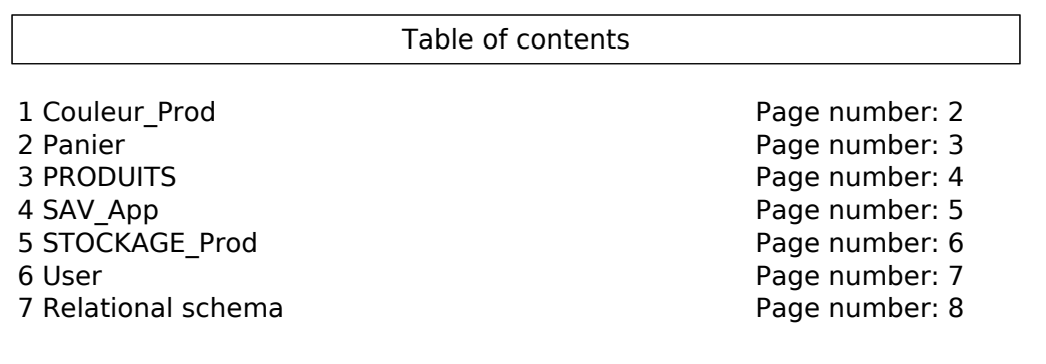 Table of contents
1 Couleur_Prod Page number: 2
2 Panier Page number: 3
3 PRODUITS Page number: 4
4 SAV_App Page number: 5
5 STOCKAGE_Prod Page number: 6
6 User Page number: 7
7 Relational schema Page number: 8